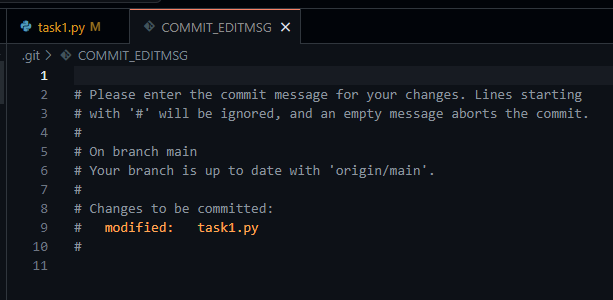 task1.py M COMMIT_EDITMSG
.git > COMMIT_EDITMSG
1
2 # Please enter the commit message for your changes. Lines starting
3 # with '#' will be ignored, and an empty message aborts the commit.
4 #
5 # On branch main
6 # Your branch is up to date with 'origin/main'.
7 #
8 # Changes to be committed:
9 #   modified:   task1.py
10 #
11